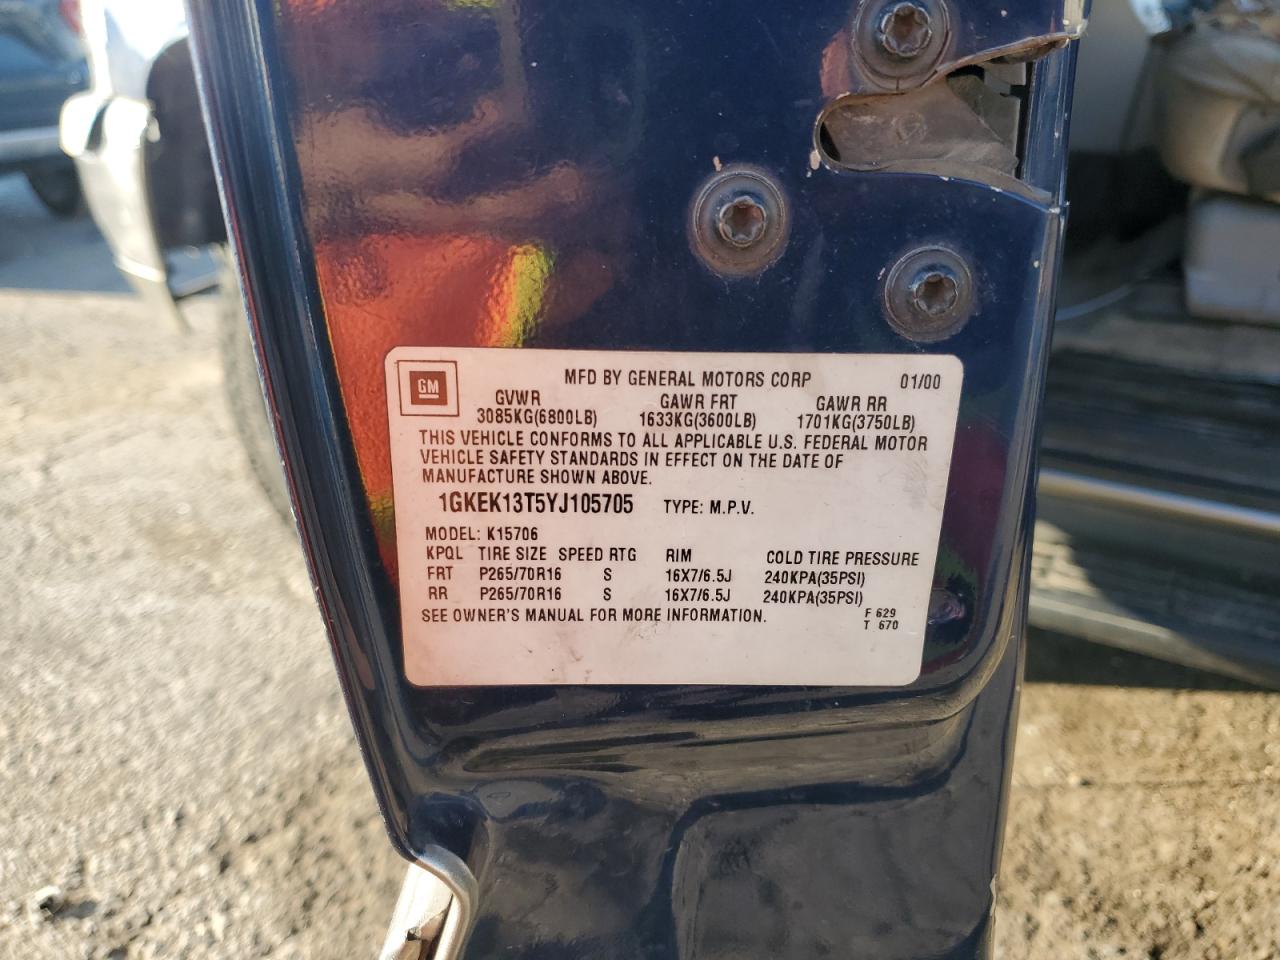 GM
MFD BY GENERAL MOTORS CORP 01/00
GVWR GAWR FRT GAWR RR
3085KG(6800LB) 1633KG(3600LB) 1701KG(3750LB)
THIS VEHICLE CONFORMS TO ALL APPLICABLE U.S. FEDERAL MOTOR
VEHICLE SAFETY STANDARDS IN EFFECT ON THE DATE OF
MANUFACTURE SHOWN ABOVE.
1GKEK13T5YJ105705 TYPE: M.P.V.
MODEL: K15706
KPQL TIRE SIZE SPEED RTG RIM COLD TIRE PRESSURE
FRT P265/70R16 S 16X7/6.5J 240KPA(35PSI)
RR P265/70R16 S 16X7/6.5J 240KPA(35PSI)
SEE OWNER'S MANUAL FOR MORE INFORMATION. F 629
T 670